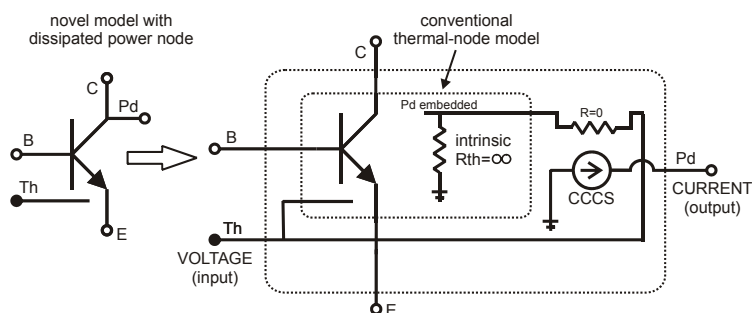 novel model with
dissipated power node
C
Pd
B
Th
E
conventional
thermal-node model
C
Pd embedded
R=0
B
intrinsic
Rth=∞
CCCS
Pd
CURRENT
(output)
Th
VOLTAGE
(input)
E